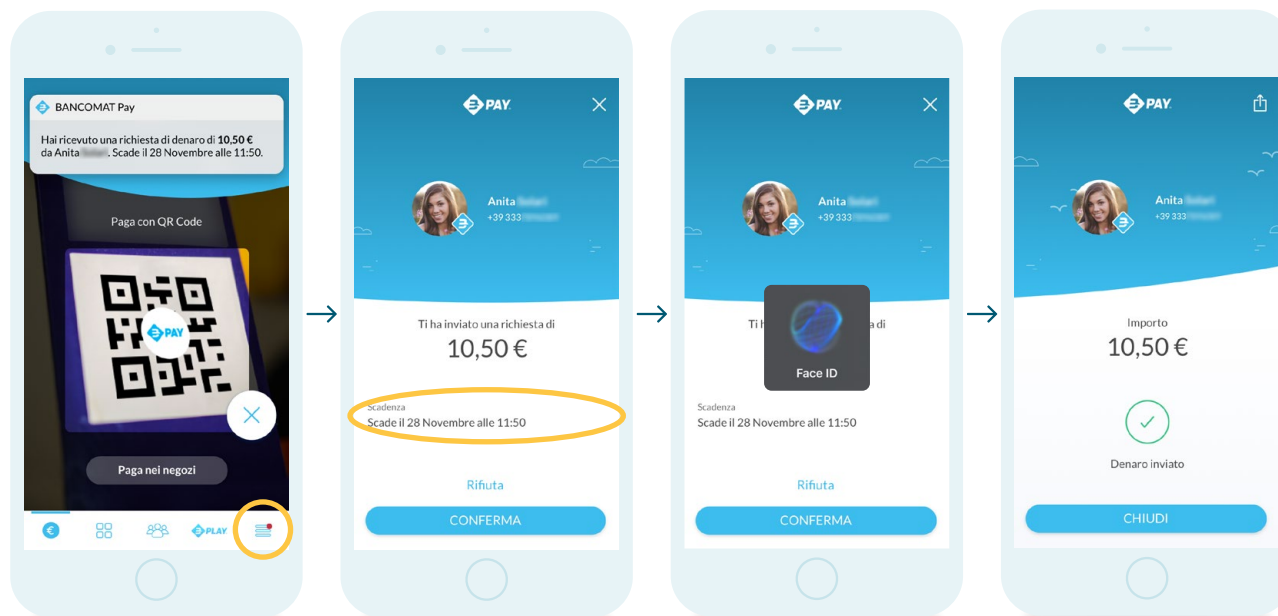 BANCOMAT Pay
Hai ricevuto una richiesta di denaro di 10,50 €
da Anita . Scade il 28 Novembre alle 11:50.
Paga con QR Code
PAY
Paga nei negozi
PLAY
PAY
Anita
+39 333
Ti ha inviato una richiesta di
10,50 €
Scadenza
Scade il 28 Novembre alle 11:50
Rifiuta
CONFERMA
PAY
Anita
+39 333
Ti a di
Face ID
Scadenza
Scade il 28 Novembre alle 11:50
Rifiuta
CONFERMA
PAY
Anita
+39 333
Importo
10,50 €
Denaro inviato
CHIUDI